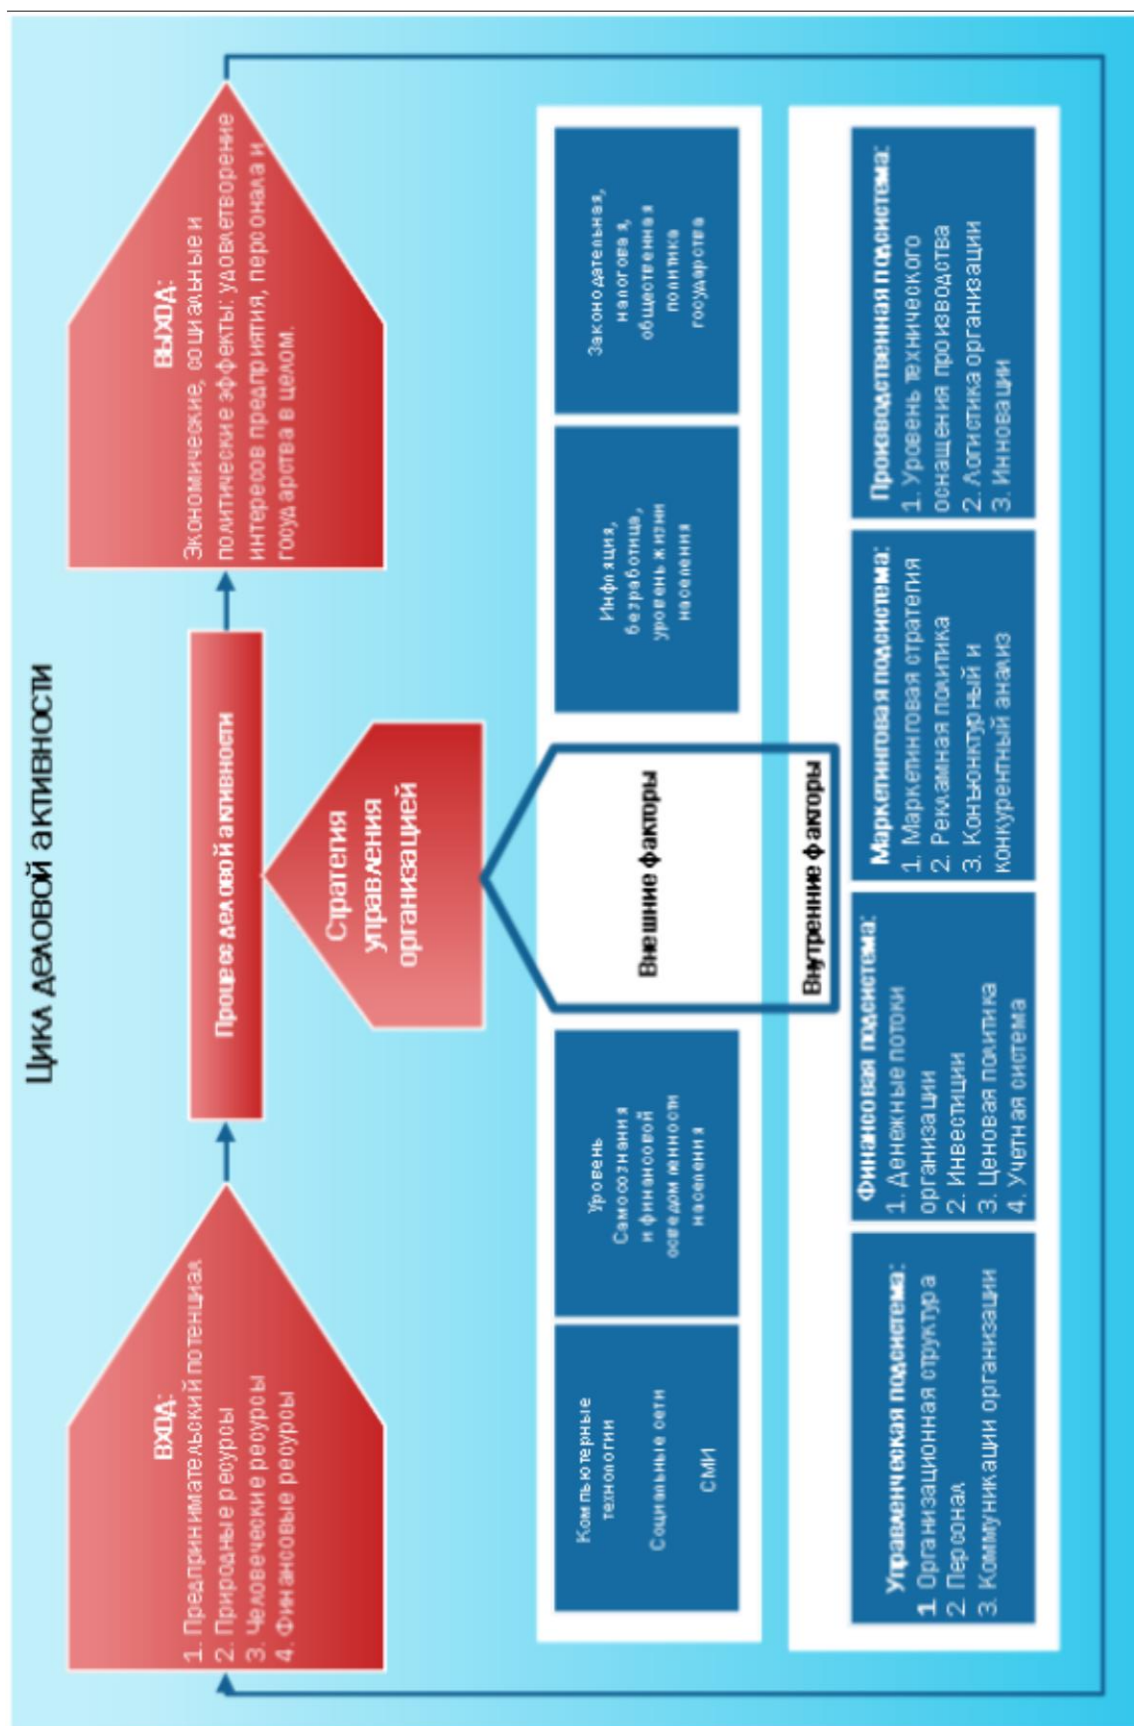 Цикл деловой активности
ВХОД:
1. Предпринимательский потенциал
2. Природные ресурсы
3. Человеческие ресурсы
4. Финансовые ресурсы
Процесс деловой активности
ВЫХОД:
Экономические, социальные и
политические эффекты: удовлетворение
интересов предприятия, персонала и
государства в целом.
Стратегия
управления
организацией
Компьютерные
технологии
Социальные сети
СМИ
Уровень
Самосознания
и финансовой
осведомленности
населения
Внешние факторы
Инфляция,
безработица,
уровень жизни
населения
Законодательная,
налоговая,
общественная
политика
государства
Внутренние факторы
Управленческая подсистема:
1. Организационная структура
2. Персонал
3. Коммуникации организации
Финансовая подсистема:
1. Денежные потоки
организации
2. Инвестиции
3. Ценовая политика
4. Учетная система
Маркетинговая подсистема:
1. Маркетинговая стратегия
2. Рекламная политика
3. Конъюнктурный и
конкурентный анализ
Производственная подсистема:
1. Уровень технического
оснащения производства
2. Логистика организации
3. Инновации